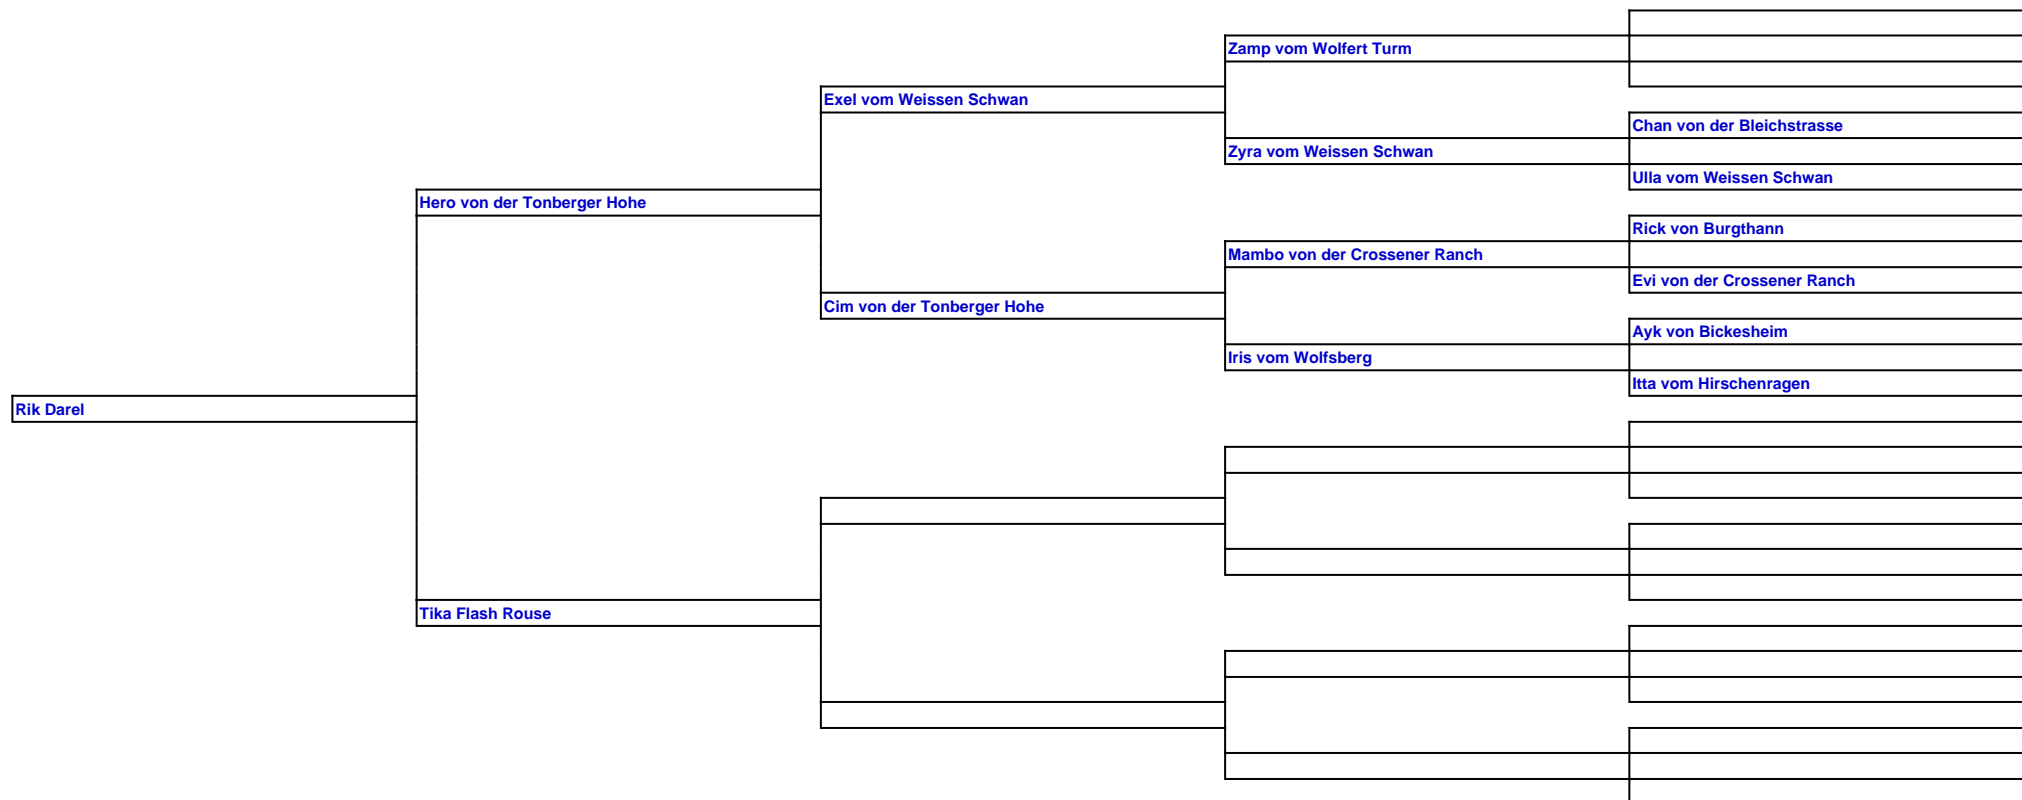 Zamp vom Wolfert Turm
Exel vom Weissen Schwan
Chan von der Bleichstrasse
Zyra vom Weissen Schwan
Ulla vom Weissen Schwan
Hero von der Tonberger Hohe
Rick von Burgthann
Mambo von der Crossener Ranch
Evi von der Crossener Ranch
Cim von der Tonberger Hohe
Ayk von Bickesheim
Iris vom Wolfsberg
Itta vom Hirschenragen
Rik Darel
Tika Flash Rouse